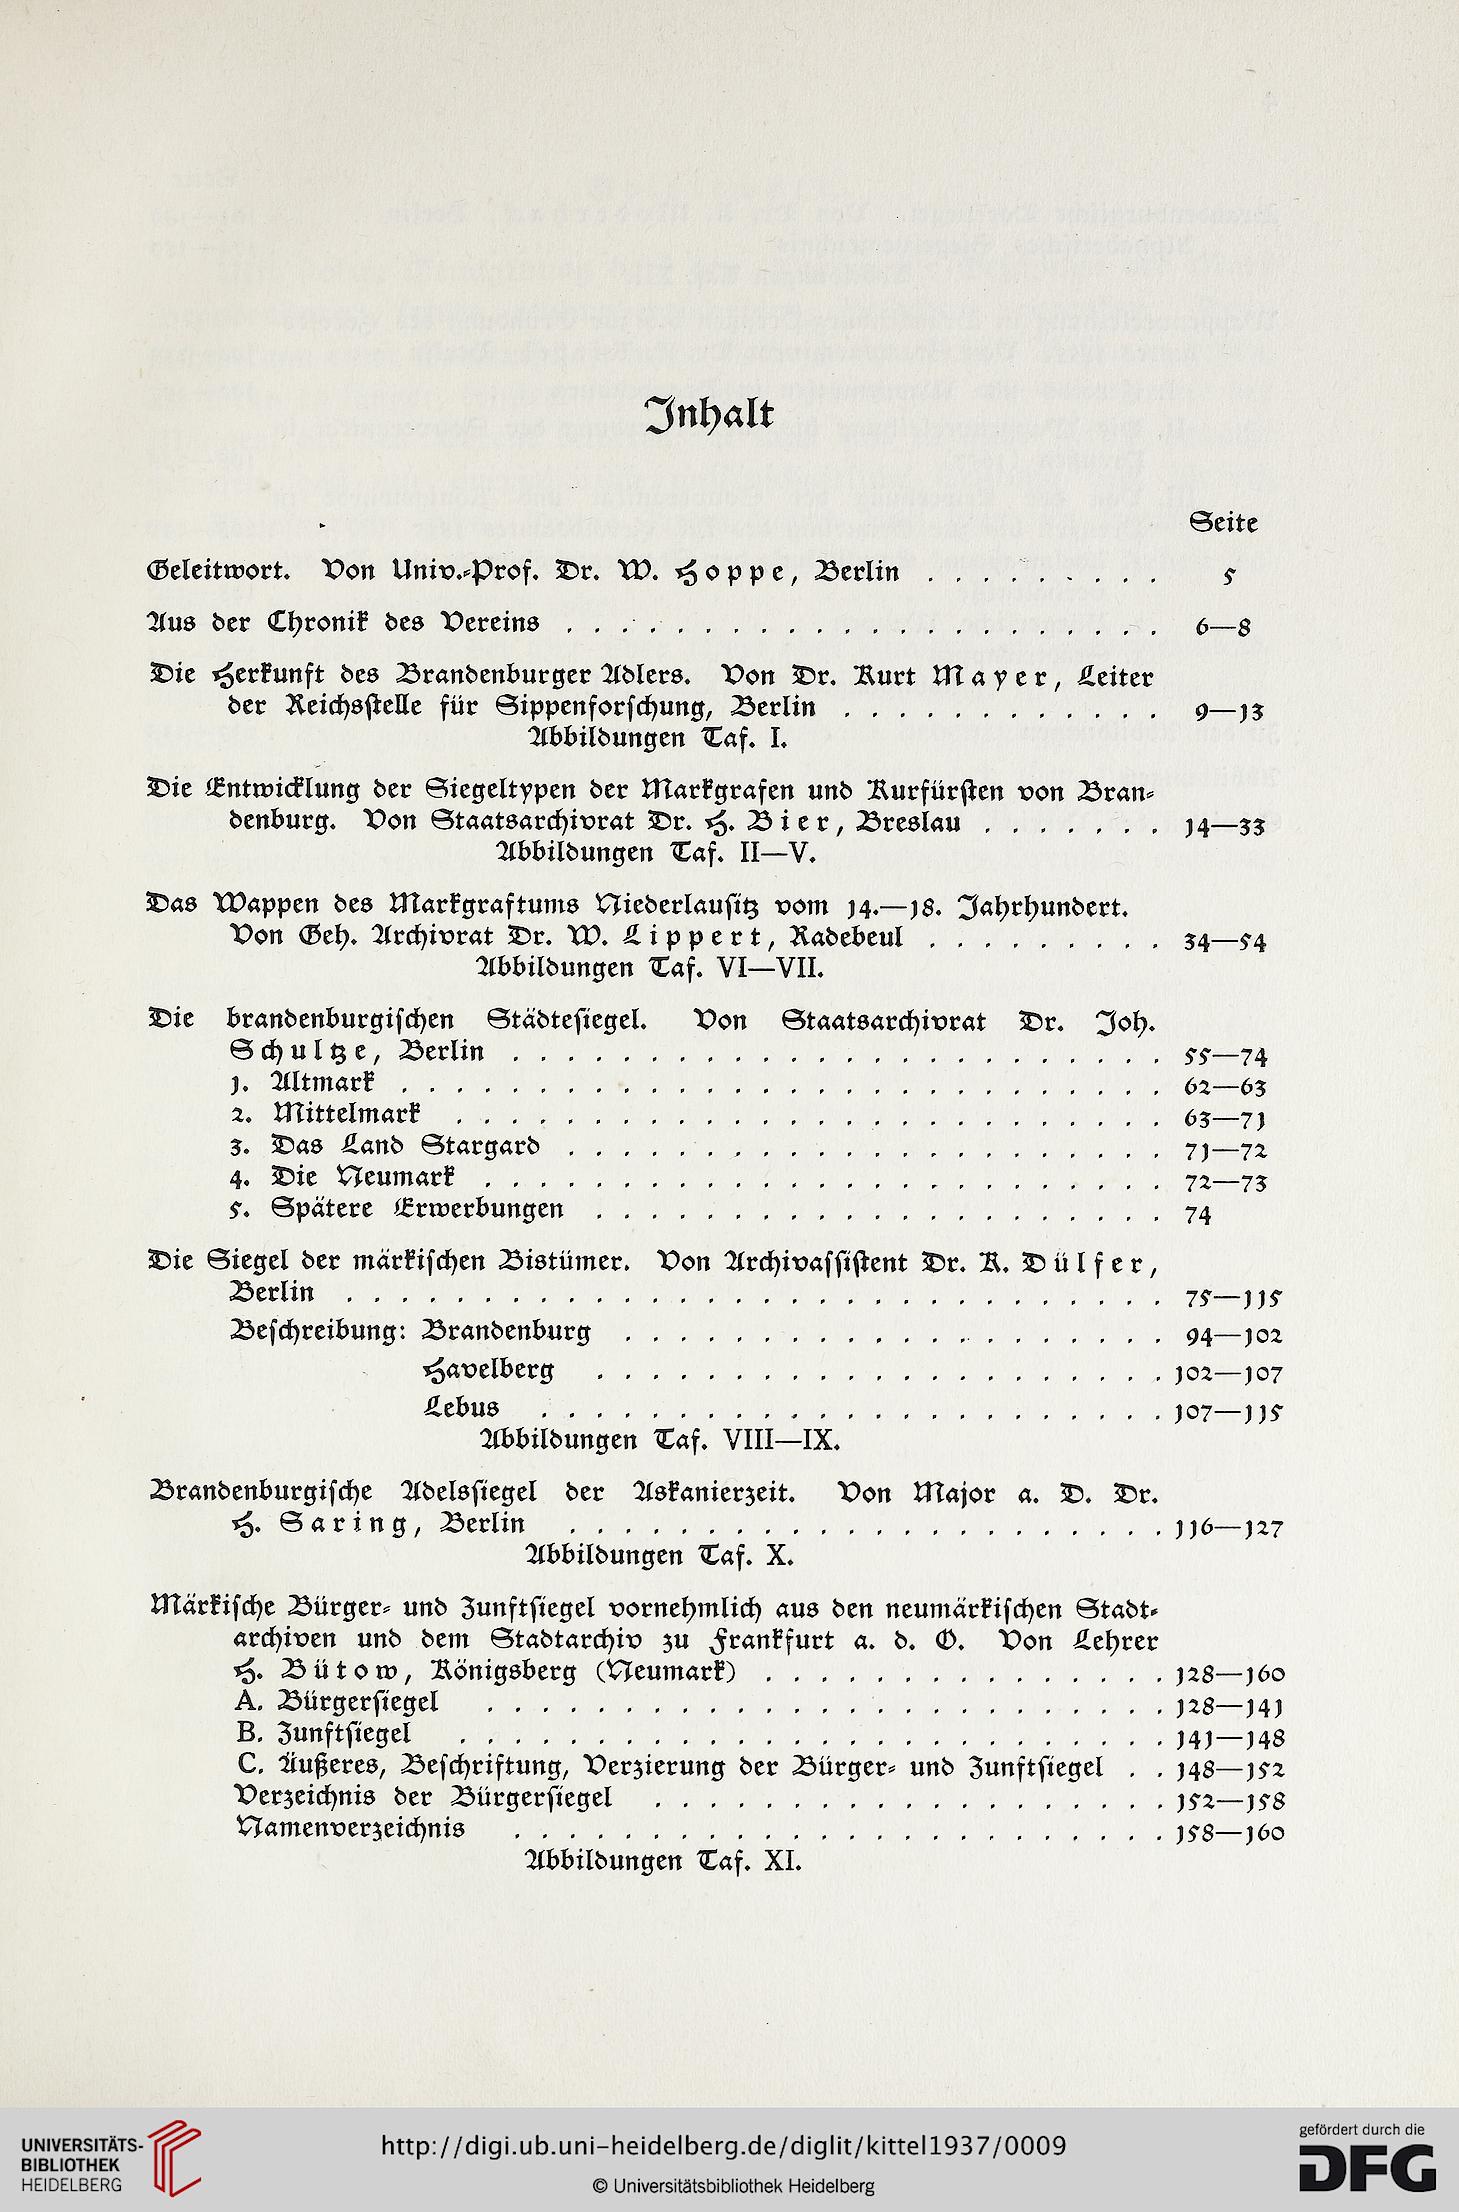 Inhalt
Seite
Geleitwort. Von Univ.-Prof. Dr. W. Hoppe, Berlin . . . . . . . . . 5
Aus der Chronik des Vereins . . . . . . . . . . . . . . . . . . . . . . 6—8
Die Herkunft des Brandenburger Adlers. Von Dr. Kurt Mayer, Leiter
der Reichsstelle für Sippenforschung, Berlin . . . . . . . . . . . . 9—13
Abbildungen Taf. I.
Die Entwicklung der Siegeltypen der Markgrafen und Kurfürsten von Bran-
denburg. Von Staatsarchivrat Dr. H. Bier, Breslau . . . . . . . 14—33
Abbildungen Taf. II—V.
Das Wappen des Markgraftums Niederlausitz vom 14.—18. Jahrhundert.
Von Geh. Archivrat Dr. W. Lippert, Radebeul . . . . . . . . . 34—54
Abbildungen Taf. VI—VII.
Die brandenburgischen Städtesiegel. Von Staatsarchivrat Dr. Joh.
Schultze, Berlin . . . . . . . . . . . . . . . . . . . . . . . . 55—74
1. Altmark . . . . . . . . . . . . . . . . . . . . . . . . . . . . 62—63
2. Mittelmark . . . . . . . . . . . . . . . . . . . . . . . . . . 63—71
3. Das Land Stargard . . . . . . . . . . . . . . . . . . . . . . 71—72
4. Die Neumark . . . . . . . . . . . . . . . . . . . . . . . . . 72—73
5. Spätere Erwerbungen . . . . . . . . . . . . . . . . . . . . . 74
Die Siegel der märkischen Bistümer. Von Archivassistent Dr. K. Dülfer,
Berlin . . . . . . . . . . . . . . . . . . . . . . . . . . . . . . 75—115
Beschreibung: Brandenburg . . . . . . . . . . . . . . . . . . . . 94—102
Havelberg . . . . . . . . . . . . . . . . . . . . . 102—107
Lebus . . . . . . . . . . . . . . . . . . . . . . . 107—115
Abbildungen Taf. VIII—IX.
Brandenburgische Adelssiegel der Askanierzeit. Von Major a. D. Dr.
H. Saring, Berlin . . . . . . . . . . . . . . . . . . . . . . 116—127
Abbildungen Taf. X.
Märkische Bürger- und Zunftsiegel vornehmlich aus den neumärkischen Stadt-
archiven und dem Stadtarchiv zu Frankfurt a. d. O. Von Lehrer
H. Bütow, Königsberg (Neumark) . . . . . . . . . . . . . . . 128—160
A. Bürgersiegel . . . . . . . . . . . . . . . . . . . . . . . . . 128—141
B. Zunftsiegel . . . . . . . . . . . . . . . . . . . . . . . . . . 141—148
C. Äußeres, Beschriftung, Verzierung der Bürger- und Zunftsiegel . . 148—152
Verzeichnis der Bürgersiegel . . . . . . . . . . . . . . . . . . . 152—158
Namenverzeichnis . . . . . . . . . . . . . . . . . . . . . . . . 158—160
Abbildungen Taf. XI.
UNIVERSITÄTS-
BIBLIOTHEK
HEIDELBERG
http://digi.ub.uni-heidelberg.de/diglit/kittel1937/0009
© Universitätsbibliothek Heidelberg
gefördert durch die
DFG